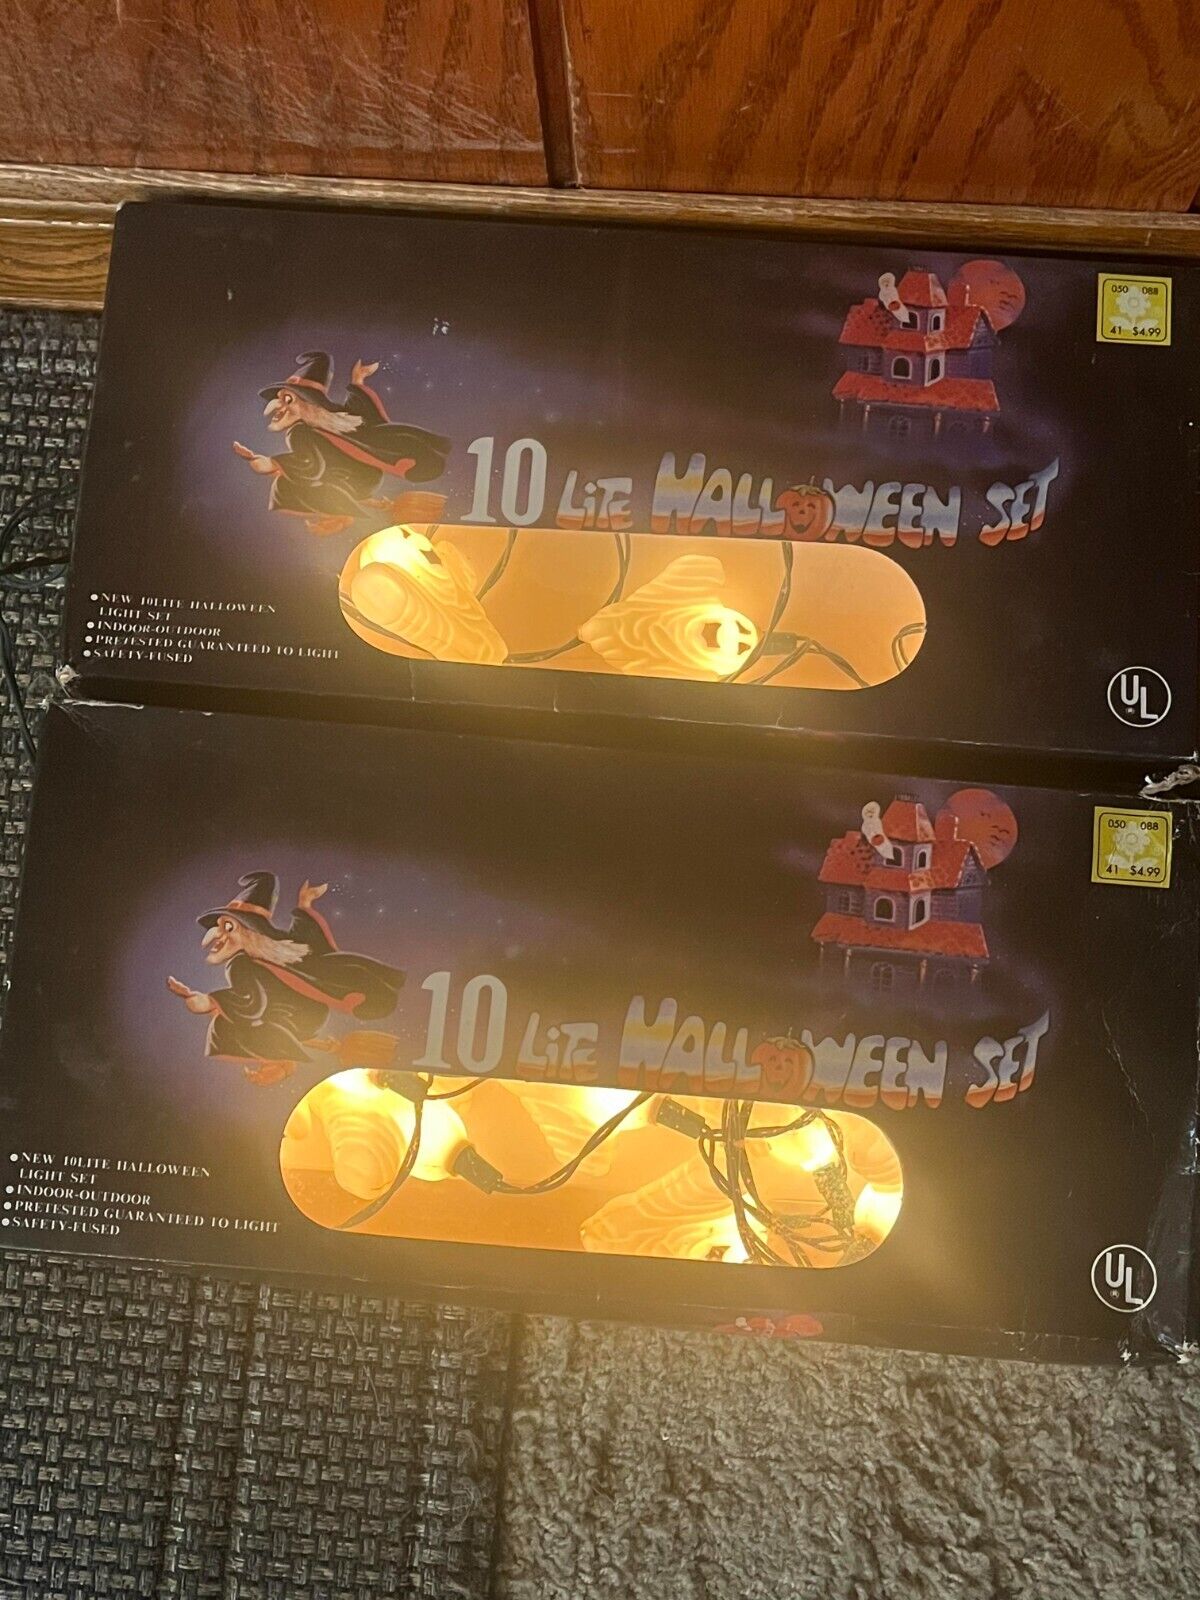 050 088
41 $4.99
10 LiTE HALLOWEEN SET
• NEW 10LITE HALLOWEEN
LIGHT SET
• INDOOR-OUTDOOR
• PRETESTED GUARANTEED TO LIGHT
• SAFETY-FUSED
UL
®
050 088
41 $4.99
10 LiTE HALLOWEEN SET
• NEW 10LITE HALLOWEEN
LIGHT SET
• INDOOR-OUTDOOR
• PRETESTED GUARANTEED TO LIGHT
• SAFETY-FUSED
UL
®